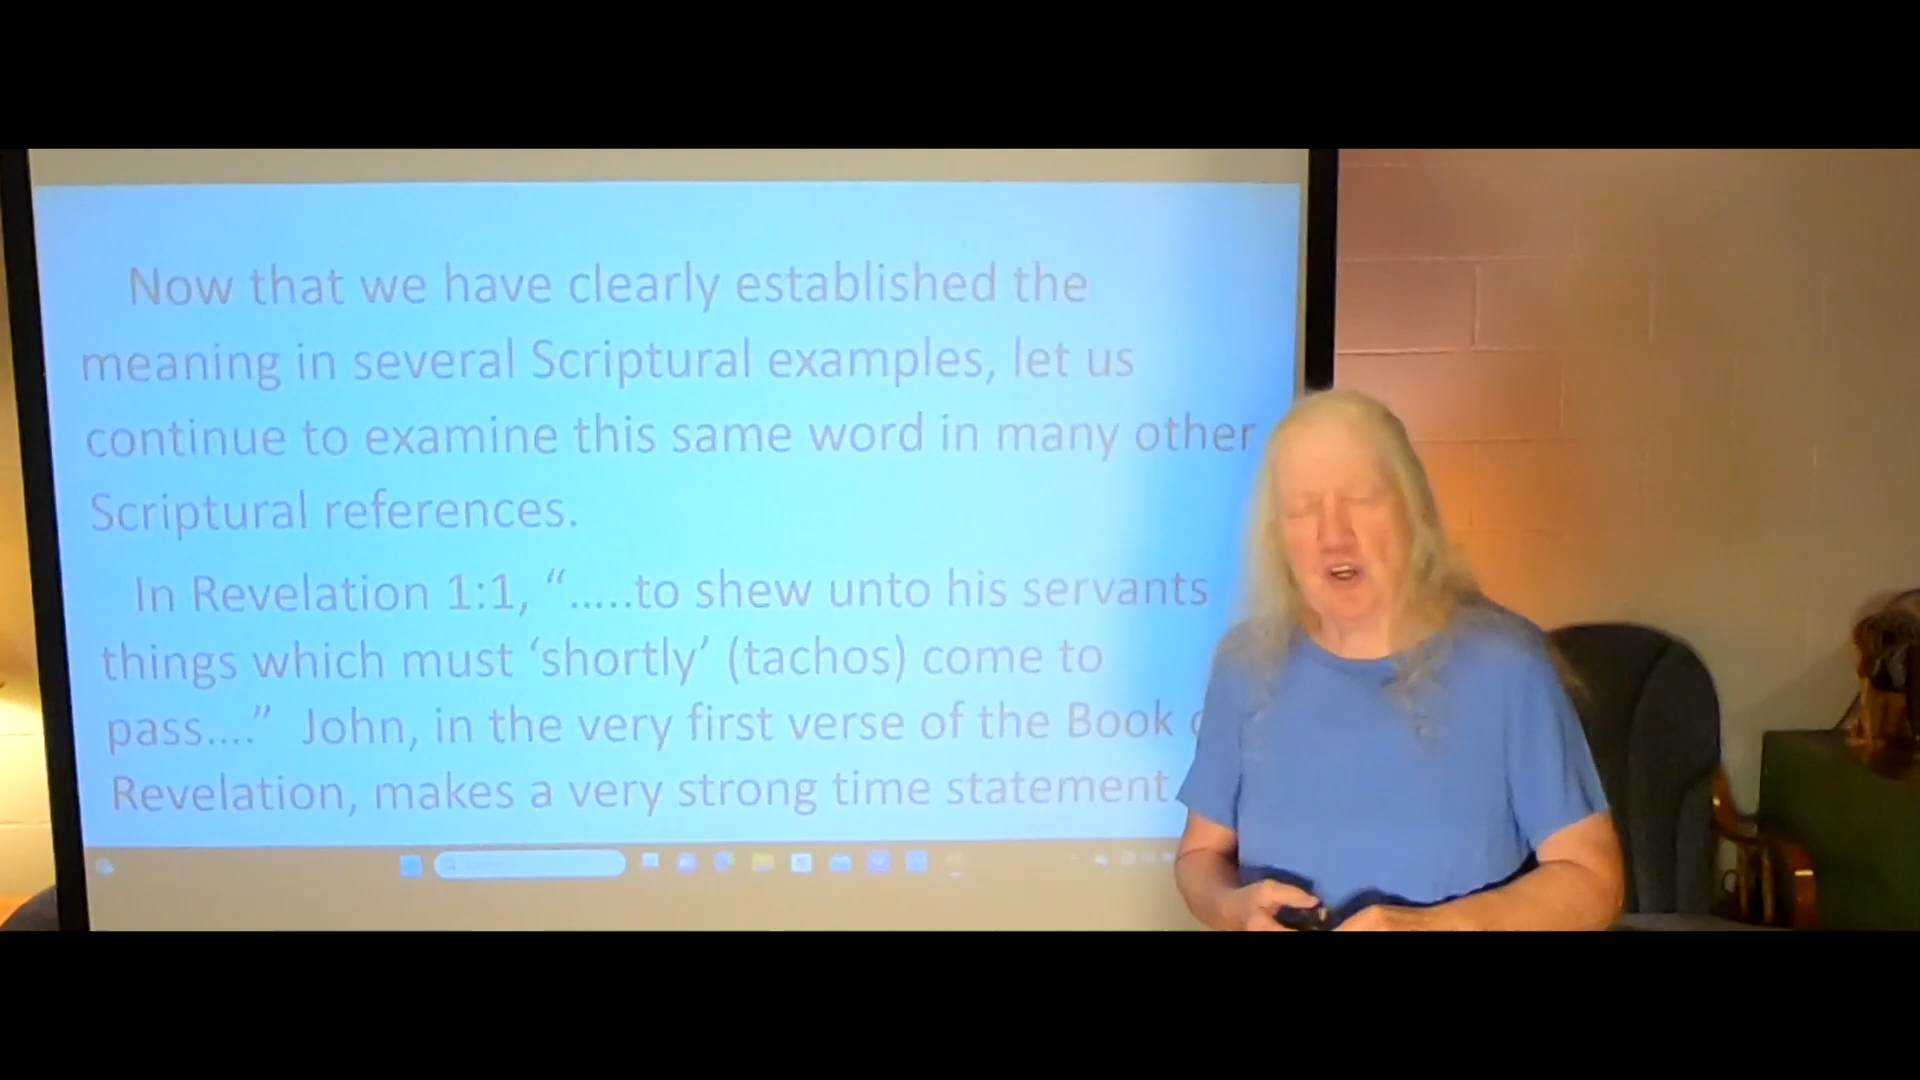 Now that we have clearly established the
meaning in several Scriptural examples, let us
continue to examine this same word in many other
Scriptural references.
In Revelation 1:1, “.....to shew unto his servants
things which must ‘shortly’ (tachos) come to
pass....” John, in the very first verse of the Book
Revelation, makes a very strong time statement